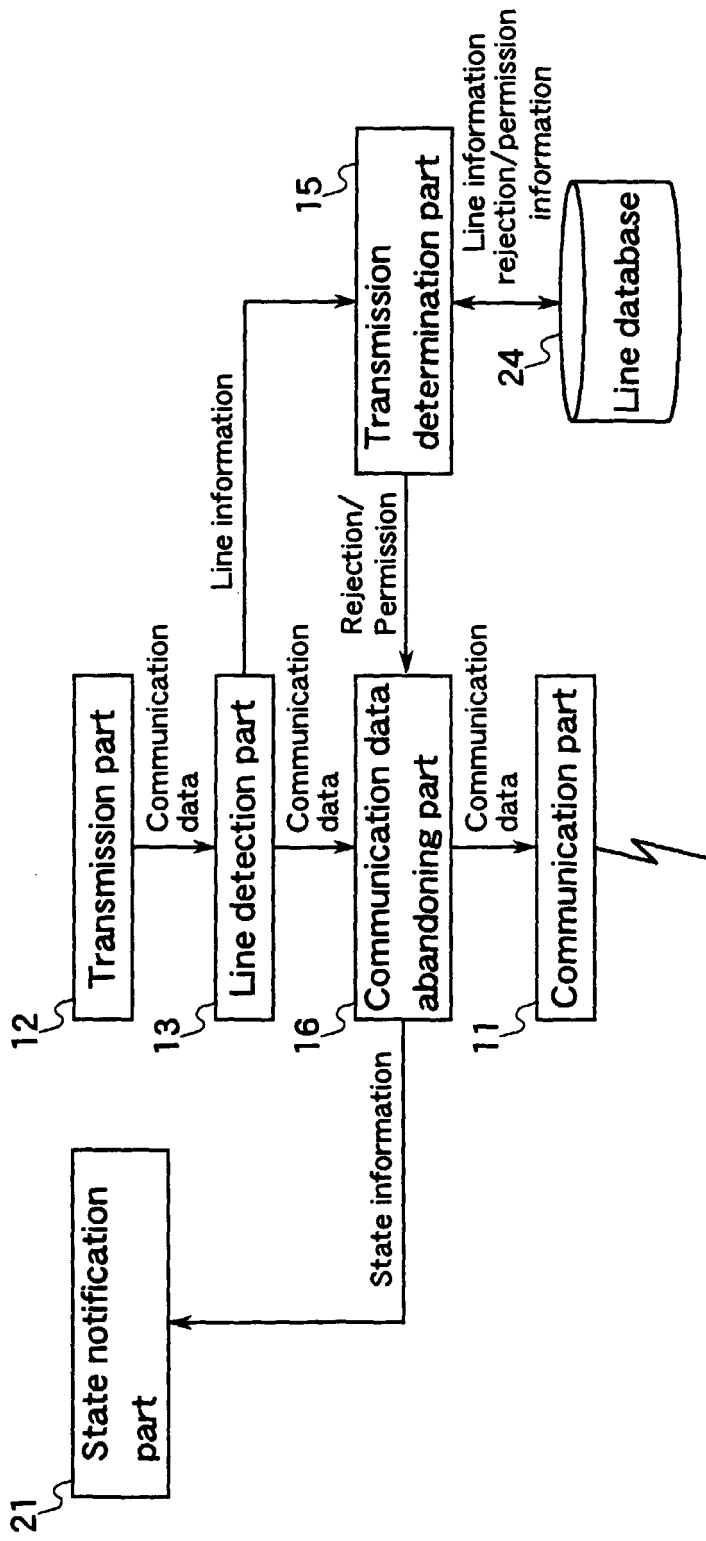 21
State notification
part
State information
12
Transmission part
Communication
data
13
Line detection part
Line information
Communication
data
16
Communication data
abandoning part
Rejection/
Permission
Communication
data
11
Communication part
15
Transmission
determination part
Line information
rejection/permission
information
24
Line database